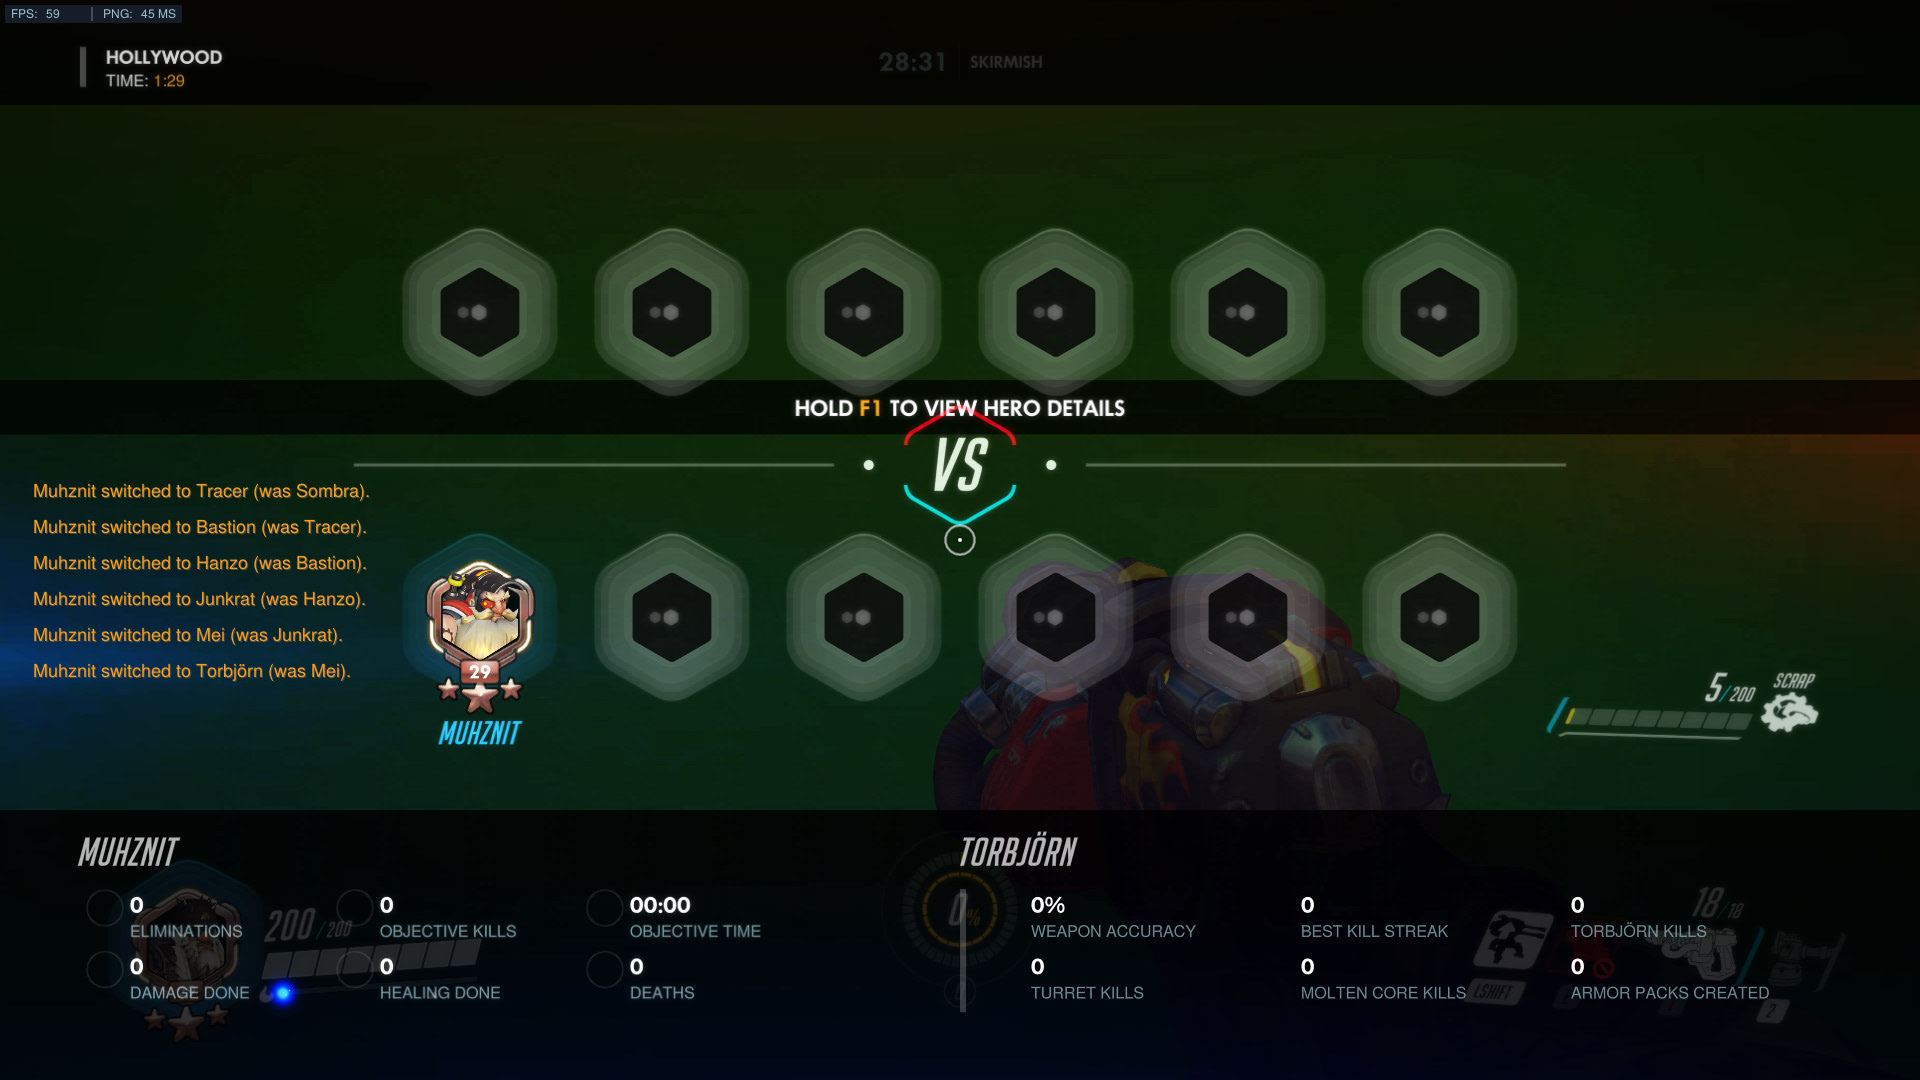 FPS: 59 | PNG: 45 MS
HOLLYWOOD
TIME: 1:29
28:31 | SKIRMISH
HOLD F1 TO VIEW HERO DETAILS
VS
Muhznit switched to Tracer (was Sombra).
Muhznit switched to Bastion (was Tracer).
Muhznit switched to Hanzo (was Bastion).
Muhznit switched to Junkrat (was Hanzo).
Muhznit switched to Mei (was Junkrat).
Muhznit switched to Torbjörn (was Mei).
29
MUHZNIT
5/200 SCRAP
MUHZNIT
0
ELIMINATIONS
0
OBJECTIVE KILLS
00:00
OBJECTIVE TIME
0
DAMAGE DONE
0
HEALING DONE
0
DEATHS
200/200
0%
TORBJÖRN
0%
WEAPON ACCURACY
0
BEST KILL STREAK
0
TORBJÖRN KILLS
0
TURRET KILLS
0
MOLTEN CORE KILLS
0
ARMOR PACKS CREATED
18/18
LSHIFT
2